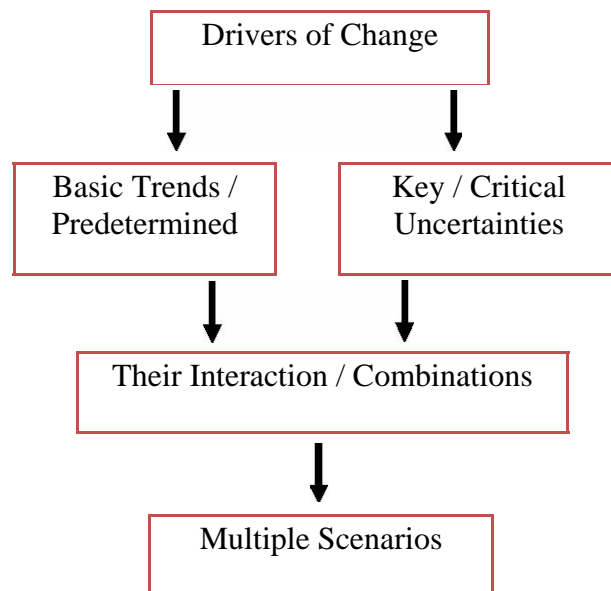 Drivers of Change
Basic Trends /
Predetermined
Key / Critical
Uncertainties
Their Interaction / Combinations
Multiple Scenarios